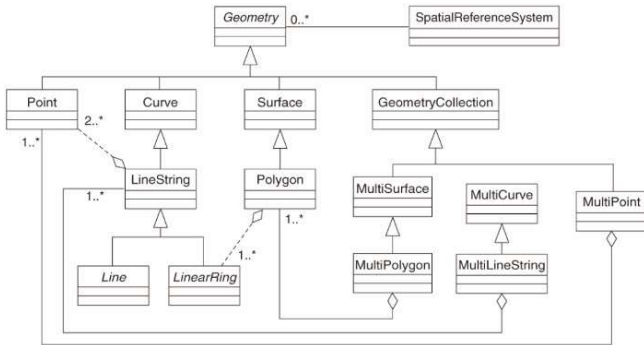 Geometry
0..*
SpatialReferenceSystem
Point
Curve
Surface
GeometryCollection
2..*
1..*
LineString
Polygon
MultiSurface
MultiCurve
MultiPoint
1..*
1..*
1..*
Line
LinearRing
MultiPolygon
MultiLineString